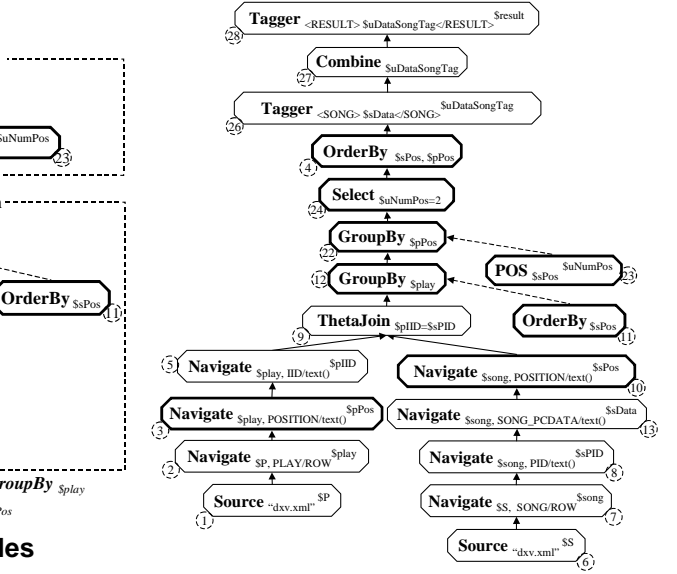 Tagger <RESULT> $uDataSongTag</RESULT> $result
28
Combine $uDataSongTag
27
Tagger <SONG> $sData</SONG> $uDataSongTag
26
OrderBy $sPos, $pPos
4
Select $uNumPos=2
24
GroupBy $pPos
22
POS $sPos $uNumPos
23
GroupBy $play
12
OrderBy $sPos
11
ThetaJoin $pIID=$sPID
9
Navigate $play, IID/text() $pIID
5
Navigate $song, POSITION/text() $sPos
10
Navigate $play, POSITION/text() $pPos
3
Navigate $song, SONG_PCDATA/text() $sData
13
Navigate $P, PLAY/ROW $play
2
Navigate $song, PID/text() $sPID
8
Source "dxv.xml" $P
1
Navigate $S, SONG/ROW $song
7
Source "dxv.xml" $S
6
$uNumPos
23
OrderBy $sPos
11
roupBy $play
Pos
les